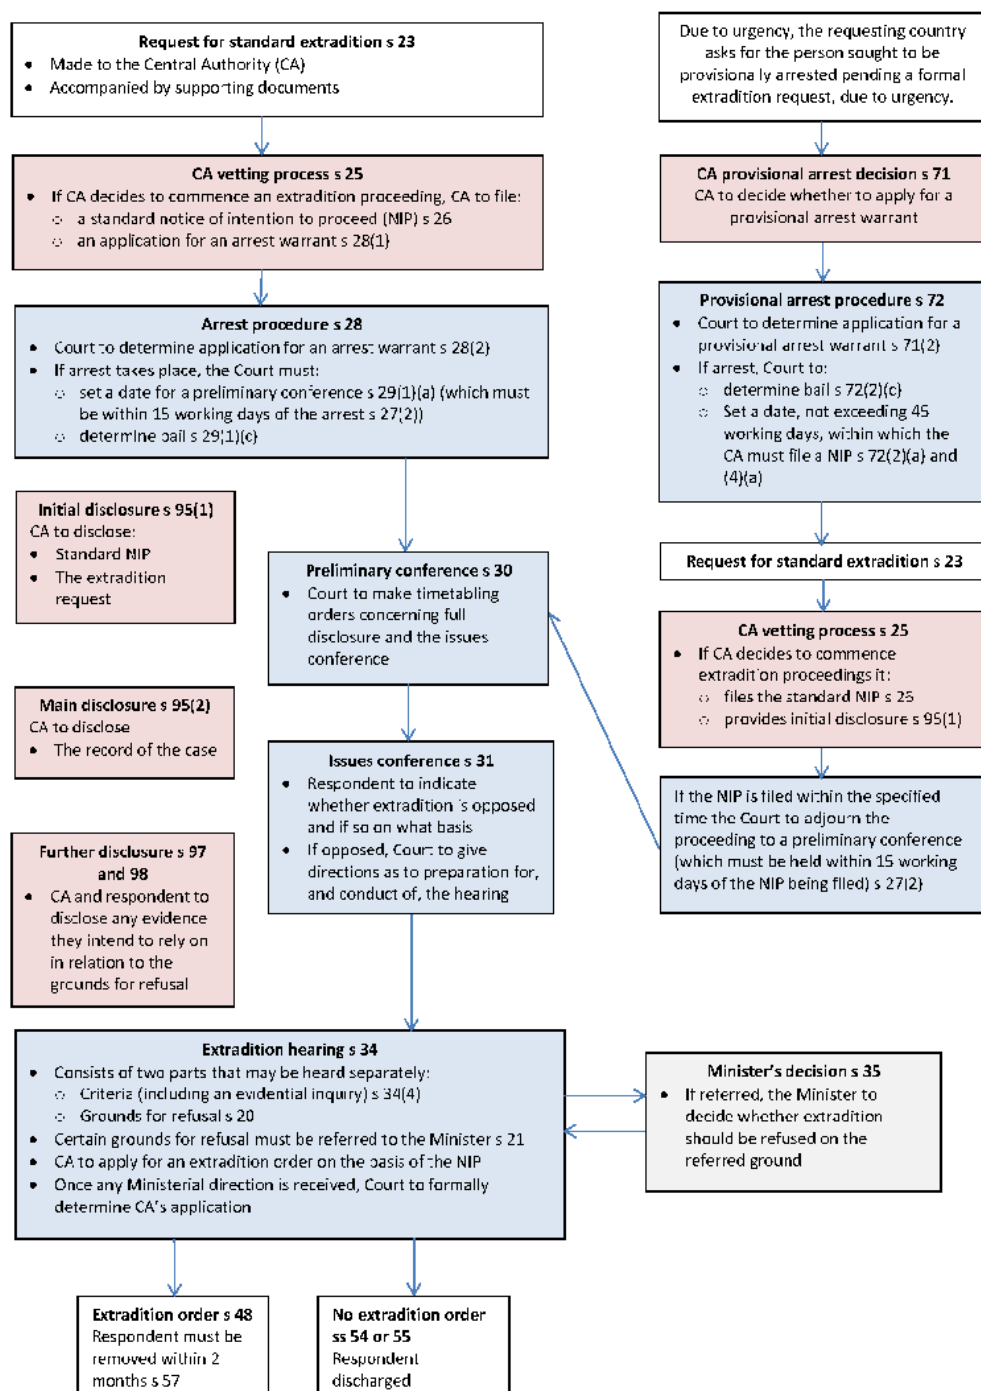 Request for standard extradition s 23
• Made to the Central Authority (CA)
• Accompanied by supporting documents
CA vetting process s 25
• If CA decides to commence an extradition proceeding, CA to file:
○ a standard notice of intention to proceed (NIP) s 26
○ an application for an arrest warrant s 28(1)
Arrest procedure s 28
• Court to determine application for an arrest warrant s 28(2)
• If arrest takes place, the Court must:
○ set a date for a preliminary conference s 29(1)(a) (which must
be within 15 working days of the arrest s 27(2))
○ determine bail s 29(1)(c)
Initial disclosure s 95(1)
CA to disclose:
• Standard NIP
• The extradition
request
Preliminary conference s 30
• Court to make timetabling
orders concerning full
disclosure and the issues
conference
Main disclosure s 95(2)
CA to disclose
• The record of the case
Issues conference s 31
• Respondent to indicate
whether extradition is opposed
and if so on what basis
• If opposed, Court to give
directions as to preparation for,
and conduct of, the hearing
Further disclosure s 97
and 98
• CA and respondent to
disclose any evidence
they intend to rely on
in relation to the
grounds for refusal
Due to urgency, the requesting country
asks for the person sought to be
provisionally arrested pending a formal
extradition request, due to urgency.
CA provisional arrest decision s 71
CA to decide whether to apply for a
provisional arrest warrant
Provisional arrest procedure s 72
• Court to determine application for a
provisional arrest warrant s 71(2)
• If arrest, Court to:
○ determine bail s 72(2)(c)
○ Set a date, not exceeding 45
working days, within which the
CA must file a NIP s 72(2)(a) and
(4)(a)
Request for standard extradition s 23
CA vetting process s 25
• If CA decides to commence
extradition proceedings it:
○ files the standard NIP s 25
○ provides initial disclosure s 95(1)
If the NIP is filed within the specified
time the Court to adjourn the
proceeding to a preliminary conference
(which must be held within 15 working
days of the NIP being filed) s 27(2)
Extradition hearing s 34
• Consists of two parts that may be heard separately:
○ Criteria (including an evidential inquiry) s 34(4)
○ Grounds for refusal s 20
• Certain grounds for refusal must be referred to the Minister s 21
• CA to apply for an extradition order on the basis of the NIP
• Once any Ministerial direction is received, Court to formally
determine CA's application
Minister's decision s 35
• If referred, the Minister to
decide whether extradition
should be refused on the
referred ground
Extradition order s 48
Respondent must be
removed within 2
months s 57
No extradition order
ss 54 or 55
Respondent
discharged